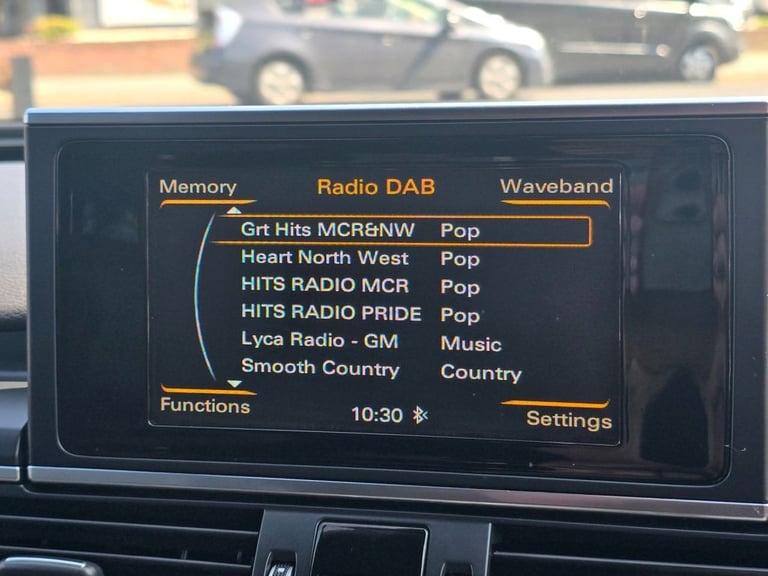 Memory Radio DAB Waveband
Grt Hits MCR&NW Pop
Heart North West Pop
HITS RADIO MCR Pop
HITS RADIO PRIDE Pop
Lyca Radio - GM Music
Smooth Country Country
Functions 10:30 Settings